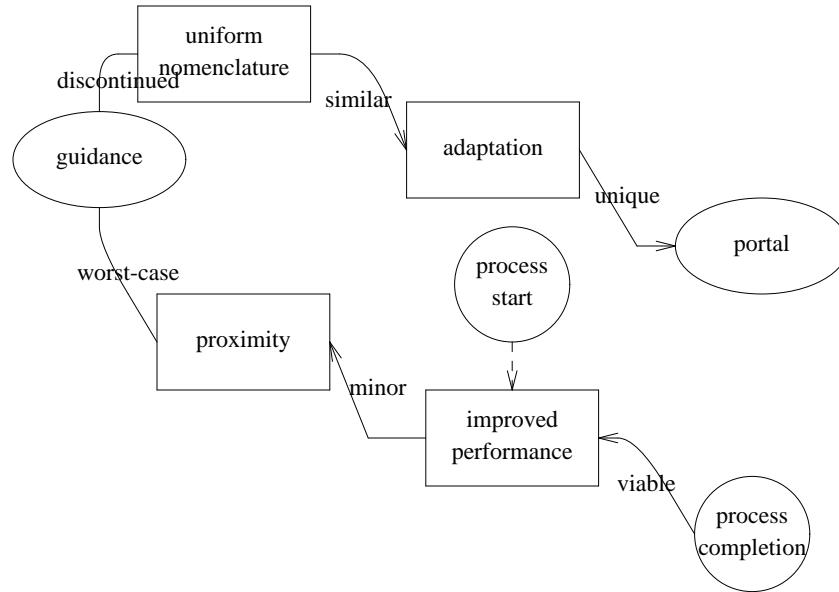 uniform
nomenclature
discontinued
similar
guidance
adaptation
unique
portal
process
start
worst-case
proximity
minor
improved
performance
viable
process
completion